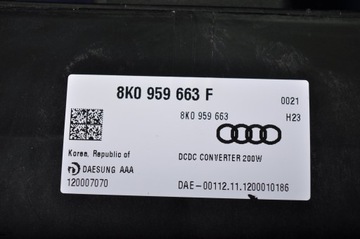 8K0 959 663 F
0021
8K0 959 663
H23
Korea, Republic of
DCDC CONVERTER 200W
DAESUNG AAA
120007070
DAE-00112.11.1200010186